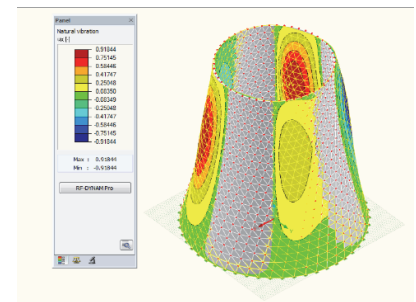 Panel
Natural vibration
0.91844
0.75145
0.58446
0.41747
0.25048
0.08350
-0.08349
-0.25048
-0.41747
-0.58446
-0.75145
-0.91844
Max : 0.91844
Min : -0.91844
RF-DYNAM Pro